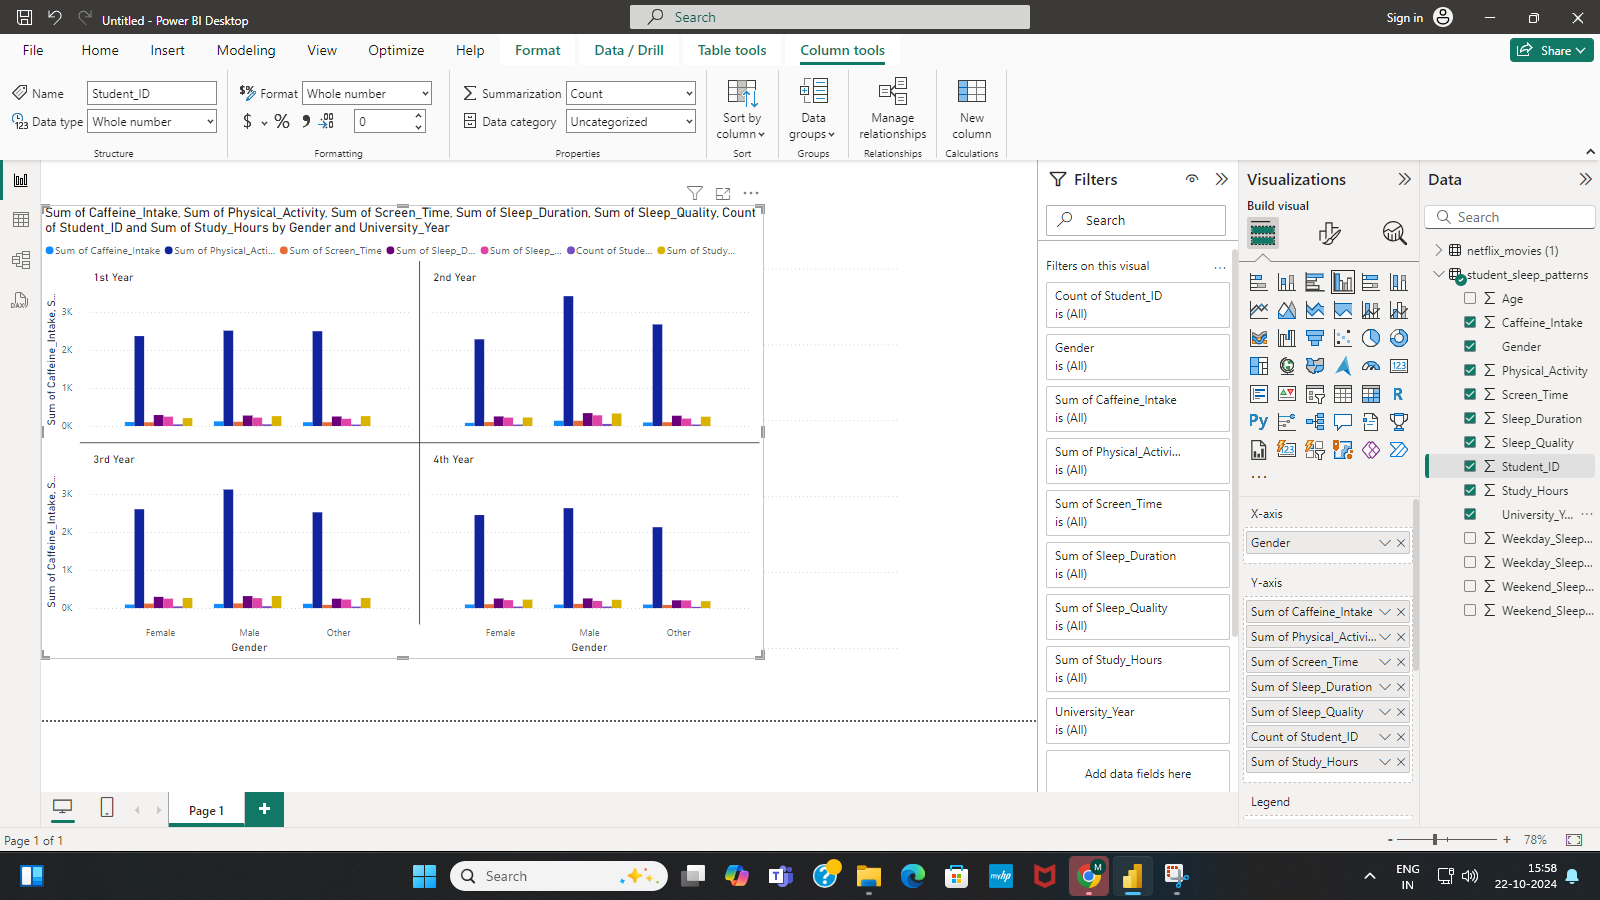 Untitled - Power BI Desktop
Search
Sign in
File Home Insert Modeling View Optimize Help Format Data / Drill Table tools Column tools
Share
Name Student_ID
Data type Whole number
Structure
Format Whole number
$ % 0
Formatting
Summarization Count
Data category Uncategorized
Properties
Sort by
column
Sort
Data
groups
Groups
Manage
relationships
Relationships
New
column
Calculations
Sum of Caffeine_Intake, Sum of Physical_Activity, Sum of Screen_Time, Sum of Sleep_Duration, Sum of Sleep_Quality, Count
of Student_ID and Sum of Study_Hours by Gender and University_Year
Sum of Caffeine_Intake Sum of Physical_Acti... Sum of Screen_Time Sum of Sleep_D... Sum of Sleep_... Count of Stude... Sum of Study...
1st Year
2nd Year
Sum of Caffeine_Intake, S...
3K
2K
1K
0K
3rd Year
4th Year
Sum of Caffeine_Intake, S...
3K
2K
1K
0K
Female Male Other
Female Male Other
Gender
Gender
Filters
Search
Filters on this visual
Count of Student_ID
is (All)
Gender
is (All)
Sum of Caffeine_Intake
is (All)
Sum of Physical_Activi...
is (All)
Sum of Screen_Time
is (All)
Sum of Sleep_Duration
is (All)
Sum of Sleep_Quality
is (All)
Sum of Study_Hours
is (All)
University_Year
is (All)
Add data fields here
Visualizations
Build visual
123
R
Py
X-axis
Gender
Y-axis
Sum of Caffeine_Intake
Sum of Physical_Activi...
Sum of Screen_Time
Sum of Sleep_Duration
Sum of Sleep_Quality
Count of Student_ID
Sum of Study_Hours
Legend
Data
Search
netflix_movies (1)
student_sleep_patterns
Age
Caffeine_Intake
Gender
Physical_Activity
Screen_Time
Sleep_Duration
Sleep_Quality
Student_ID
Study_Hours
University_Y...
Weekday_Sleep...
Weekday_Sleep...
Weekend_Sleep...
Weekend_Sleep...
Page 1
Page 1 of 1
78%
Search
ENG
IN
15:58
22-10-2024